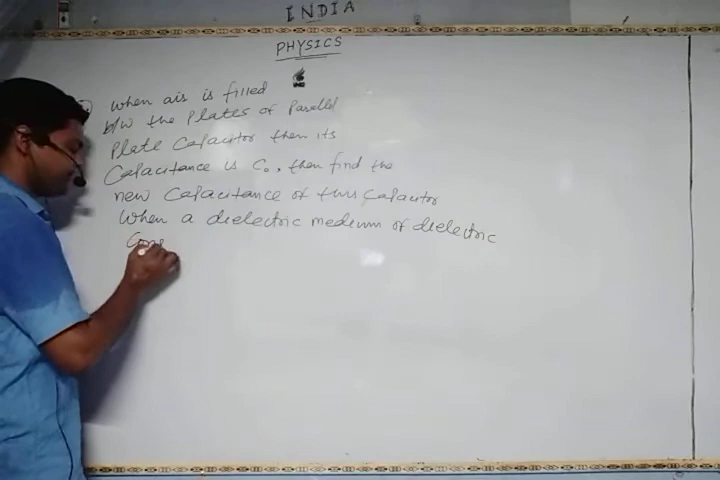 INDIA
PHYSICS
When air is filled
b/w the Plates of Parallel
Plate Capacitor then its
Capacitance is C₀, then find the
new Capacitance of this Capacitor
When a dielectric medium of dielectric
Con